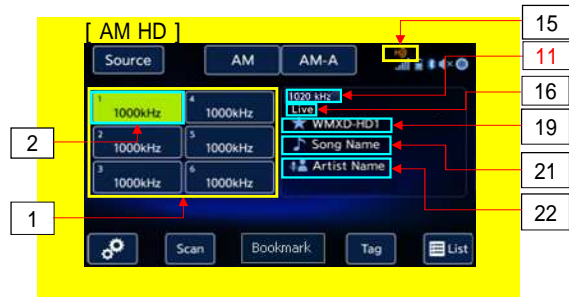 [ AM HD ]
15
HD
Source
AM
AM-A
11
1020 kHz
16
Live
1
1000kHz
4
1000kHz
WMXD-HD1
19
2
2
1000kHz
5
1000kHz
Song Name
21
Artist Name
3
1000kHz
6
1000kHz
22
1
Scan
Bookmark
Tag
List